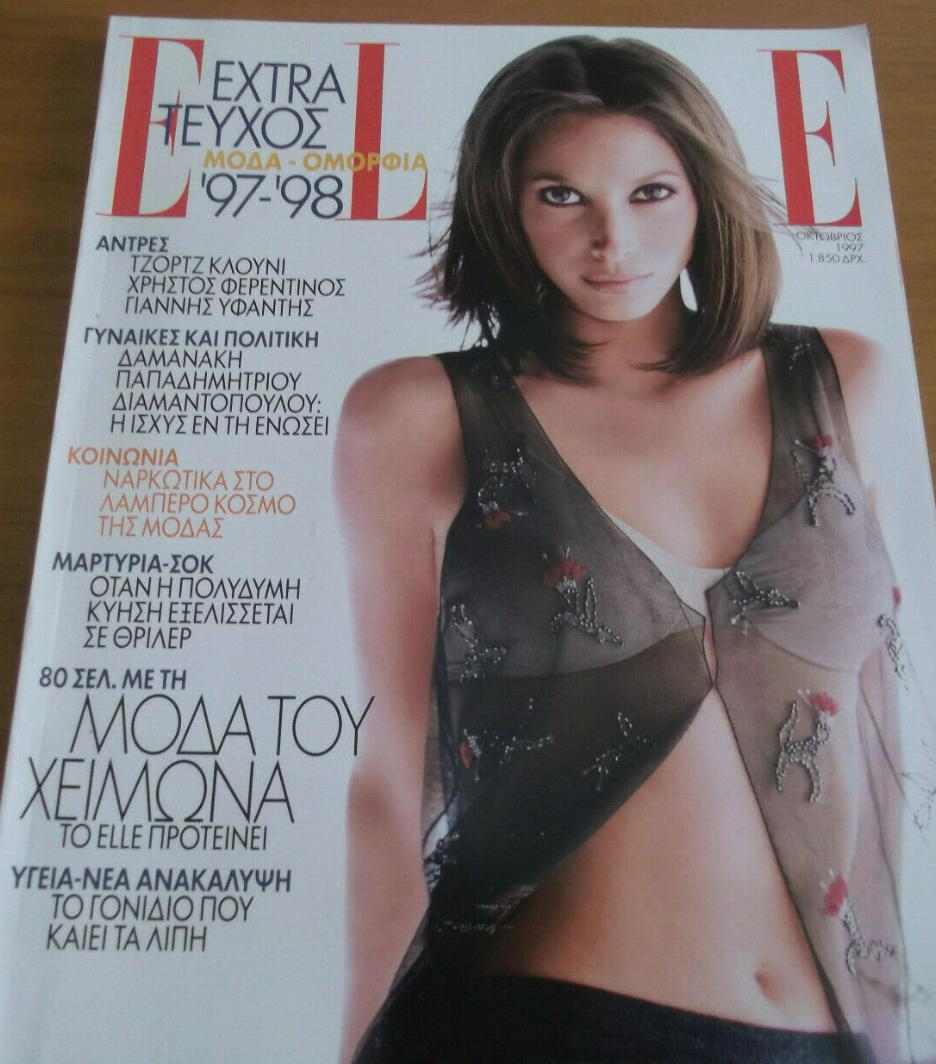 ELLE
EXTRA
ΤΕΥΧΟΣ
ΜΟΔΑ - ΟΜΟΡΦΙΑ
'97-'98
ΟΚΤΩΒΡΙΟΣ
1997
1.850 ΔΡΧ.
ΑΝΤΡΕΣ
ΤΖΟΡΤΖ ΚΛΟΥΝΙ
ΧΡΗΣΤΟΣ ΦΕΡΕΝΤΙΝΟΣ
ΓΙΑΝΝΗΣ ΥΦΑΝΤΗΣ
ΓΥΝΑΙΚΕΣ ΚΑΙ ΠΟΛΙΤΙΚΗ
ΔΑΜΑΝΑΚΗ
ΠΑΠΑΔΗΜΗΤΡΙΟΥ
ΔΙΑΜΑΝΤΟΠΟΥΛΟΥ:
Η ΙΣΧΥΣ ΕΝ ΤΗ ΕΝΩΣΕΙ
ΚΟΙΝΩΝΙΑ
ΝΑΡΚΩΤΙΚΑ ΣΤΟ
ΛΑΜΠΕΡΟ ΚΟΣΜΟ
ΤΗΣ ΜΟΔΑΣ
ΜΑΡΤΥΡΙΑ-ΣΟΚ
ΟΤΑΝ Η ΠΟΛΥΔΥΜΗ
ΚΥΗΣΗ ΕΞΕΛΙΣΣΕΤΑΙ
ΣΕ ΘΡΙΛΕΡ
80 ΣΕΛ. ΜΕ ΤΗ
ΜΟΔΑ ΤΟΥ
ΧΕΙΜΩΝΑ
ΤΟ ELLE ΠΡΟΤΕΙΝΕΙ
ΥΓΕΙΑ-ΝΕΑ ΑΝΑΚΑΛΥΨΗ
ΤΟ ΓΟΝΙΔΙΟ ΠΟΥ
ΚΑΙΕΙ ΤΑ ΛΙΠΗ